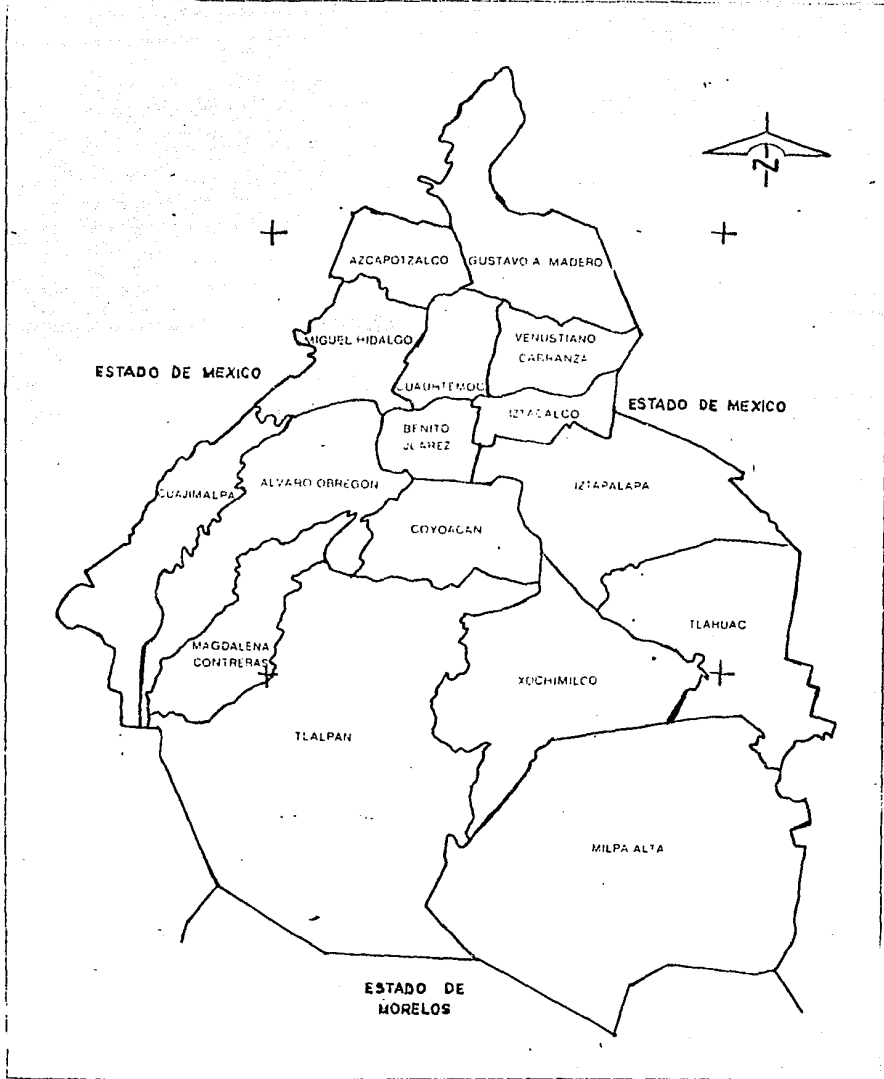 N
AZCAPOTZALCO
GUSTAVO A. MADERO
MIGUEL HIDALGO
VENUSTIANO
CARRANZA
ESTADO DE MEXICO
CUAUHTEMOC
IZTACALCO
ESTADO DE MEXICO
BENITO
JUAREZ
CUAJIMALPA
ALVARO OBREGON
IZTAPALAPA
COYOACAN
TLAHUAC
MAGDALENA
CONTRERAS
XOCHIMILCO
TLALPAN
MILPA ALTA
ESTADO DE
MORELOS